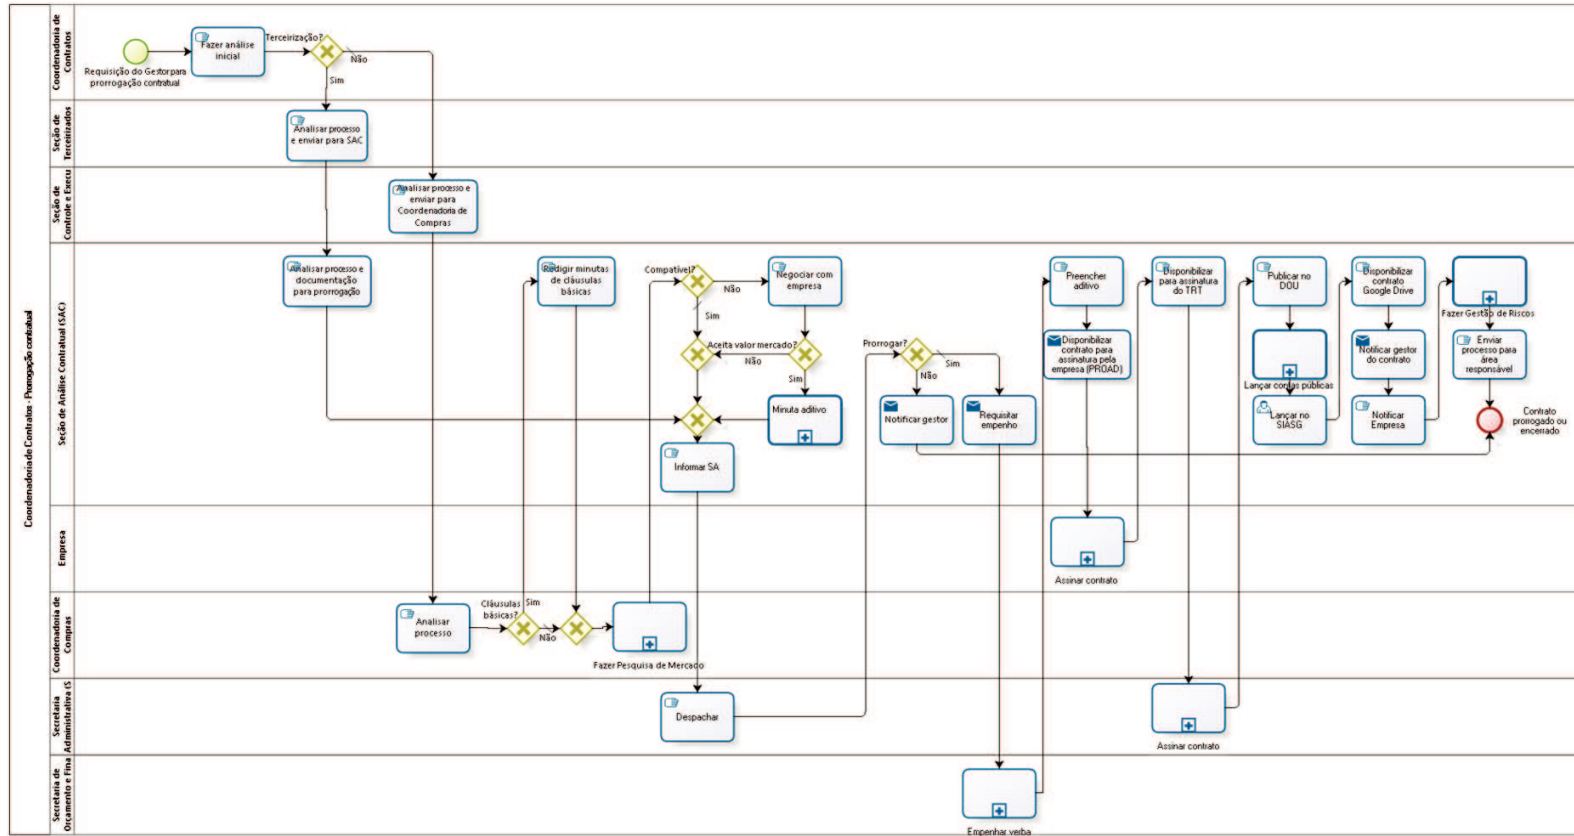 Coordenadoria de Contratos - Prorrogação contratual
Coordenadoria de
Contratos
Requisição do Gestor para
prorrogação contratual
Fazer análise
inicial
Terceirização?
Não
Sim
Seção de
Terceirizados
Analisar processo
e enviar para SAC
Seção de
Controle e Execu
Analisar processo e
enviar para
Coordenadoria de
Compras
Seção de Análise Contratual (SAC)
Analisar processo e
documentação
para prorrogação
Redigir minutas
de cláusulas
básicas
Compatível?
Não
Sim
Negociar com
empresa
Aceita valor mercado?
Não
Sim
Minuta aditivo
Informar SA
Prorrogar?
Sim
Não
Notificar gestor
Requisitar
empenho
Preencher
aditivo
Disponibilizar
contrato para
assinatura pela
empresa (PROAD)
Disponibilizar
para assinatura
do TRT
Publicar no
DOU
Lançar contas públicas
Lançar no
SIASG
Disponibilizar
contrato
Google Drive
Notificar gestor
do contrato
Notificar
Empresa
Fazer Gestão de Riscos
Enviar
processo para
área
responsável
Contrato
prorrogado ou
encerrado
Empresa
Assinar contrato
Coordenadoria de
Compras
Analisar
processo
Cláusulas
básicas?
Sim
Não
Fazer Pesquisa de Mercado
Secretaria
Administrativa (S
Despachar
Assinar contrato
Secretaria de
Orçamento e Fina
Empenhar verba